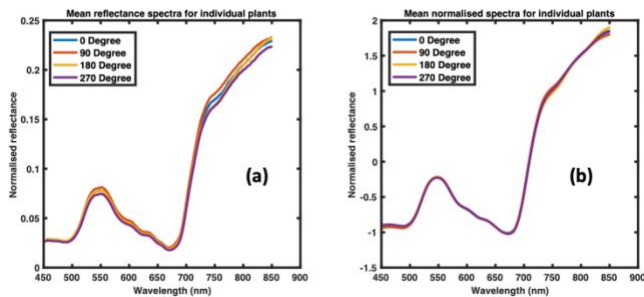 Mean reflectance spectra for individual plants
0.25
0.2
0.15
0.1
0.05
0
Normalised reflectance
0 Degree
90 Degree
180 Degree
270 Degree
(a)
450 500 550 600 650 700 750 800 850 900
Wavelength (nm)
Mean normalised spectra for individual plants
2
1.5
1
0.5
0
-0.5
-1
-1.5
Normalised reflectance
0 Degree
90 Degree
180 Degree
270 Degree
(b)
450 500 550 600 650 700 750 800 850 900
Wavelength (nm)